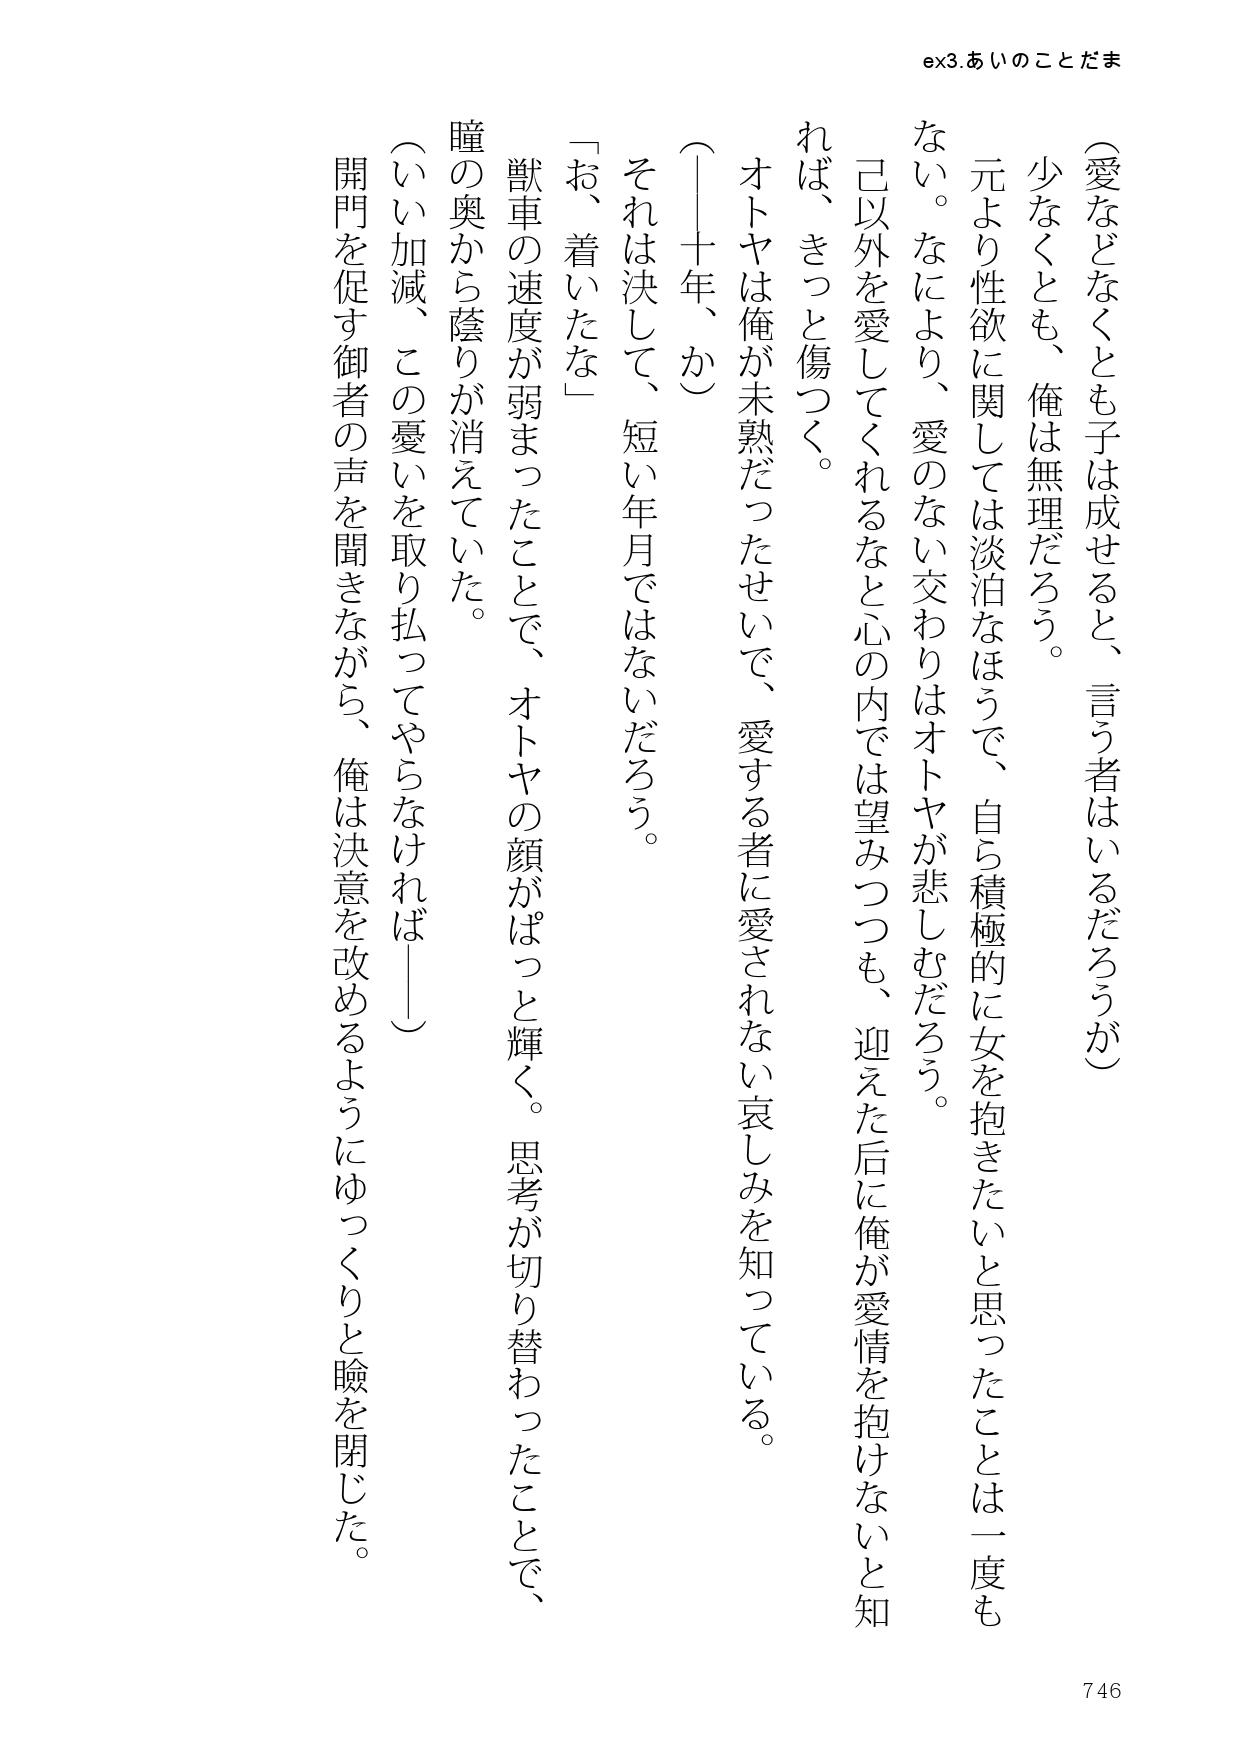 ex3.あいのことだま
（愛などなくとも子は成せると、言う者はいるだろうが）
少なくとも、俺は無理だろう。
元より性欲に関しては淡泊なほうで、自ら積極的に女を抱きたいと思ったことは一度も
ない。なにより、愛のない交わりはオトヤが悲しむだろう。
己以外を愛してくれるなと心の内では望みつつも、迎えた后に俺が愛情を抱けないと知
れば、きっと傷つく。
オトヤは俺が未熟だったせいで、愛する者に愛されない哀しみを知っている。
（――十年、か）
それは決して、短い年月ではないだろう。
「お、着いたな」
獣車の速度が弱まったことで、オトヤの顔がぱっと輝く。思考が切り替わったことで、
瞳の奥から蔭りが消えていた。
（いい加減、この憂いを取り払ってやらなければ――）
開門を促す御者の声を聞きながら、俺は決意を改めるようにゆっくりと瞼を閉じた。
746